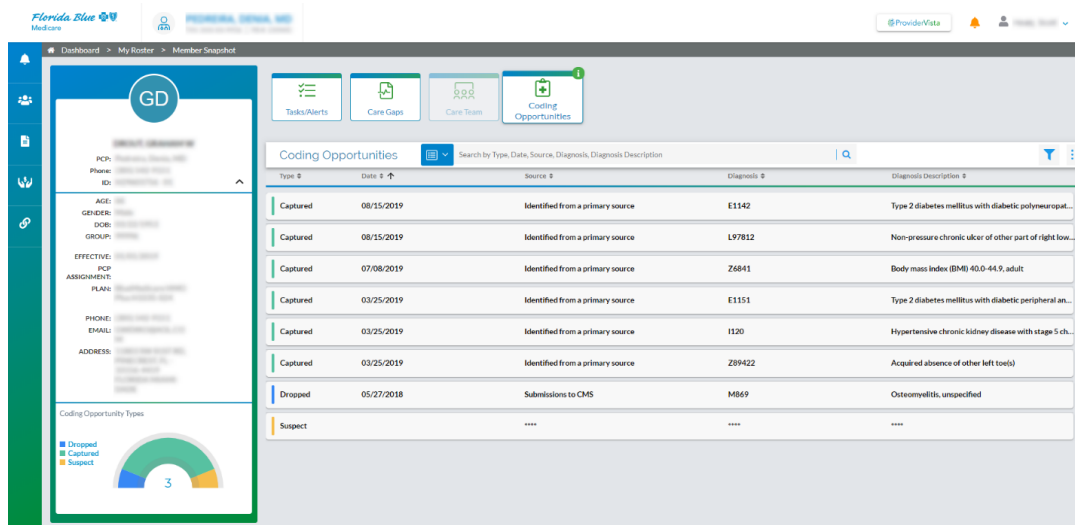 Florida Blue
Medicare
ProviderVista
Dashboard > My Roster > Member Snapshot
GD
PCP:
Phone:
ID:
AGE:
GENDER:
DOB:
GROUP:
EFFECTIVE:
PCP
ASSIGNMENT:
PLAN:
PHONE:
EMAIL:
ADDRESS:
Coding Opportunity Types
Dropped
Captured
Suspect
3
Tasks/Alerts
Care Gaps
Care Team
i
Coding
Opportunities
Coding Opportunities
Search by Type, Date, Source, Diagnosis, Diagnosis Description
Type Date Source Diagnosis Diagnosis Description
Captured 08/15/2019 Identified from a primary source E1142 Type 2 diabetes mellitus with diabetic polyneuropat...
Captured 08/15/2019 Identified from a primary source L97812 Non-pressure chronic ulcer of other part of right low...
Captured 07/08/2019 Identified from a primary source Z6841 Body mass index (BMI) 40.0-44.9, adult
Captured 03/25/2019 Identified from a primary source E1151 Type 2 diabetes mellitus with diabetic peripheral an...
Captured 03/25/2019 Identified from a primary source I120 Hypertensive chronic kidney disease with stage 5 ch...
Captured 03/25/2019 Identified from a primary source Z89422 Acquired absence of other left toe(s)
Dropped 05/27/2018 Submissions to CMS M869 Osteomyelitis, unspecified
Suspect **** **** ****